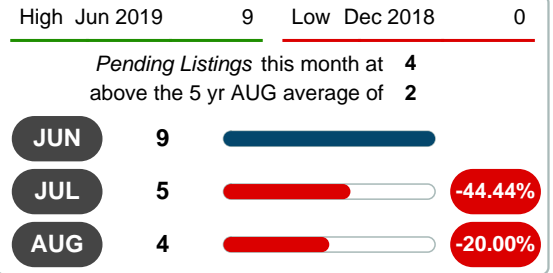 High Jun 2019 9 Low Dec 2018 0
Pending Listings this month at 4
above the 5 yr AUG average of 2
JUN 9
JUL 5 -44.44%
AUG 4 -20.00%